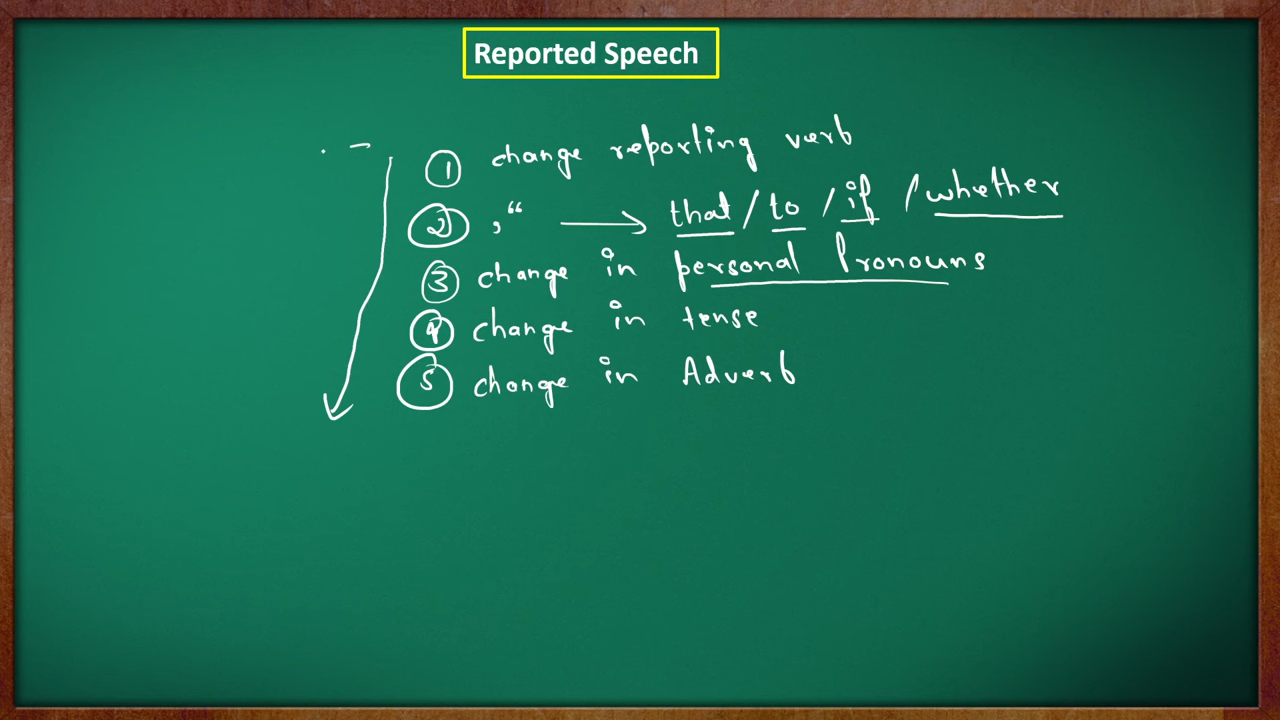 Reported Speech
① change reporting verb
② ,“ → that / to / if / whether
③ change in personal Pronouns
④ change in tense
⑤ change in Adverb